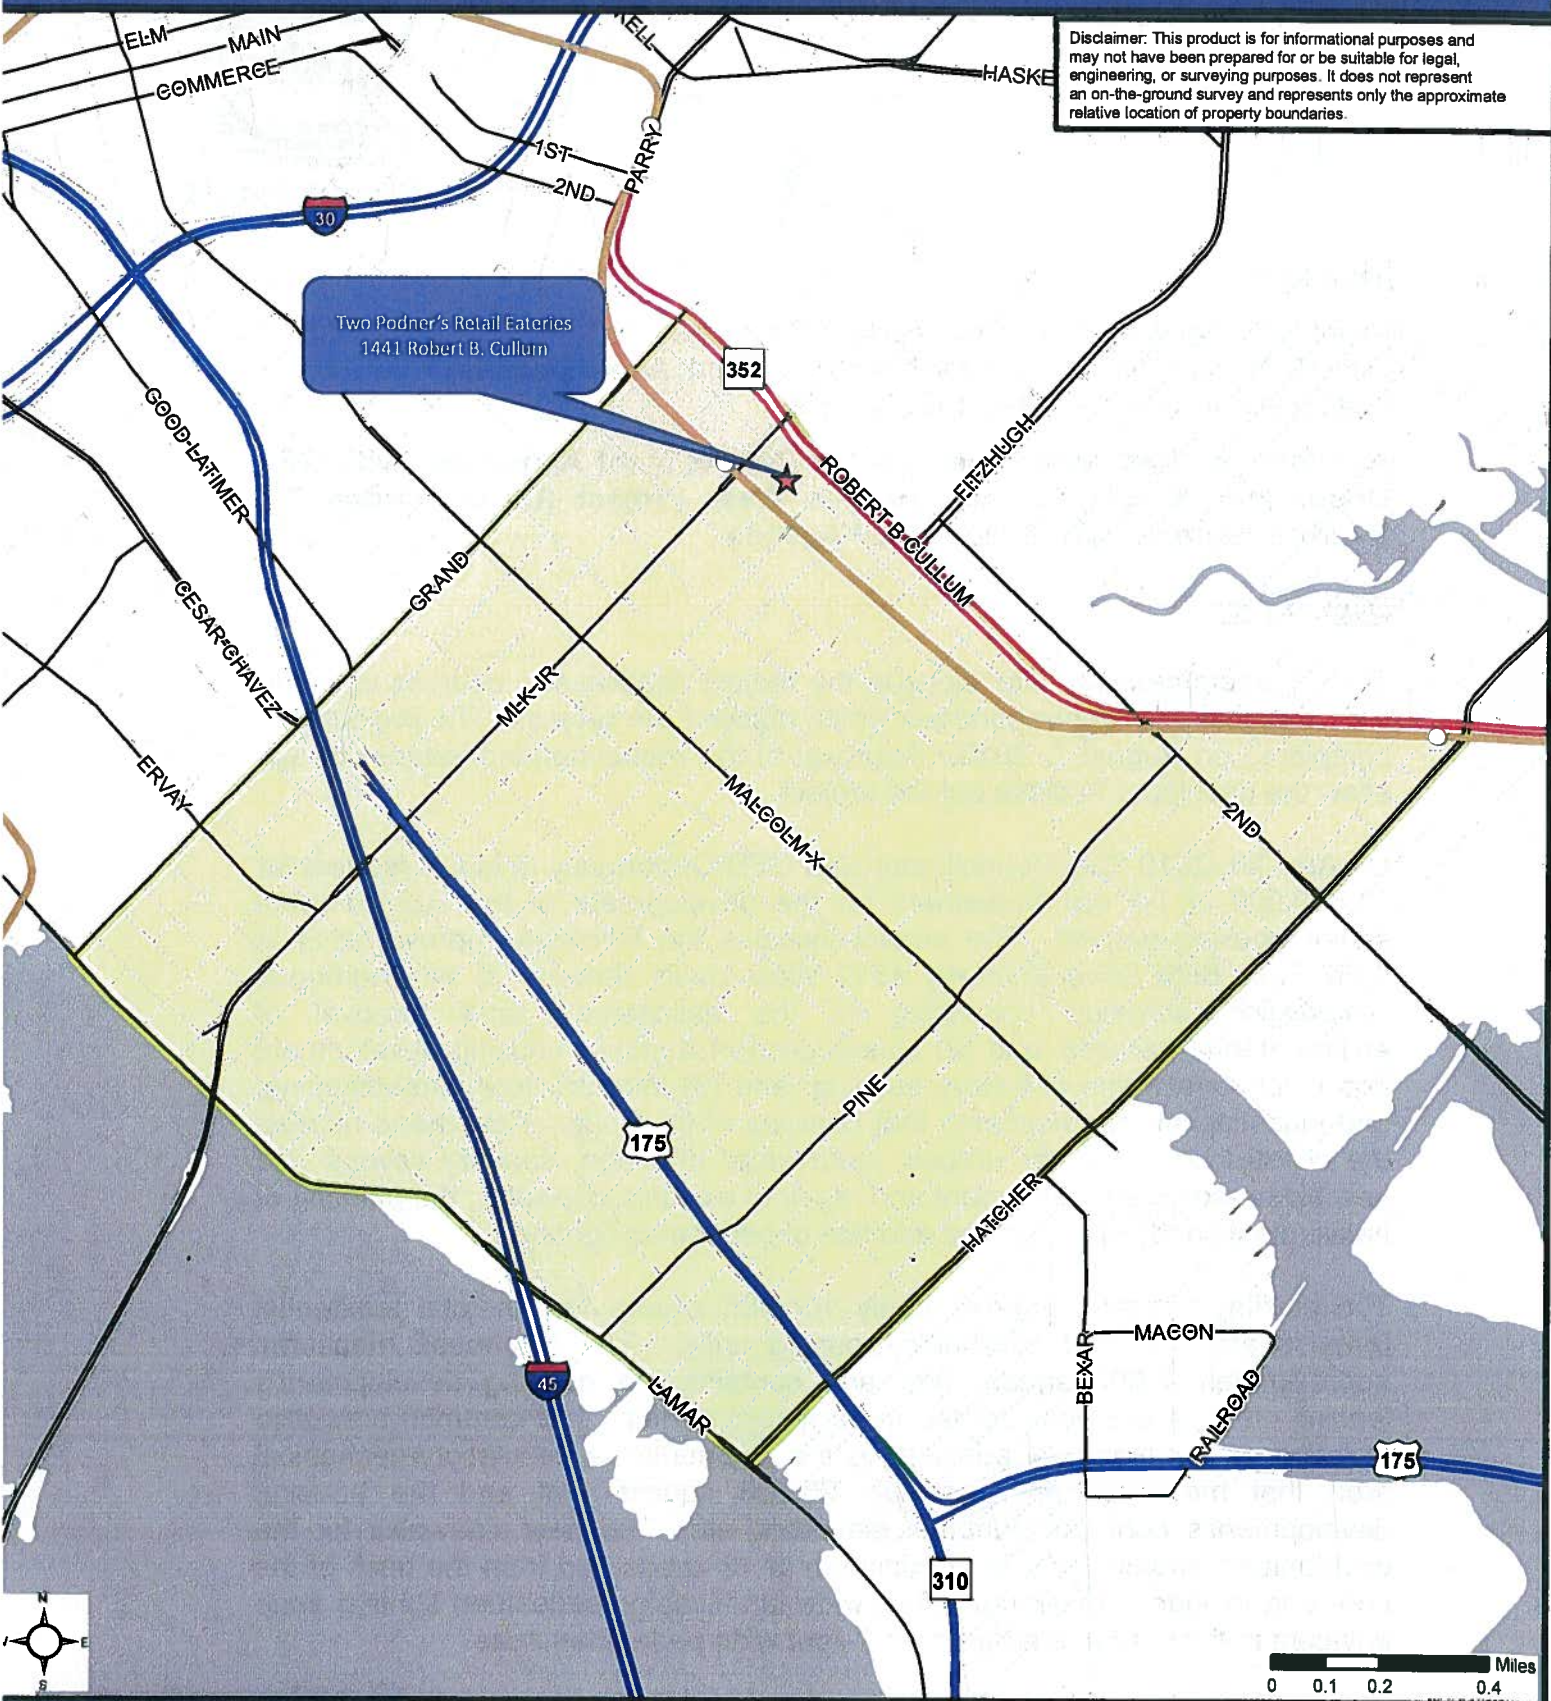 Disclaimer: This product is for informational purposes and
may not have been prepared for or be suitable for legal,
engineering, or surveying purposes. It does not represent
an on-the-ground survey and represents only the approximate
relative location of property boundaries.
ELM
MAIN
COMMERCE
KELL
HASKE
1ST
2ND
PARRY
30
Two Podner's Retail Eateries
1441 Robert B. Cullum
352
GOOD-LATIMER
FITZHUGH
ROBERT B CULLUM
GRAND
CESAR CHAVEZ
MLK JR
ERVAY
MALCOLM X
2ND
PINE
175
HATCHER
MACON
BEXAR
45
LAMAR
RAILROAD
175
310
N
E
S
Miles
0 0.1 0.2 0.4